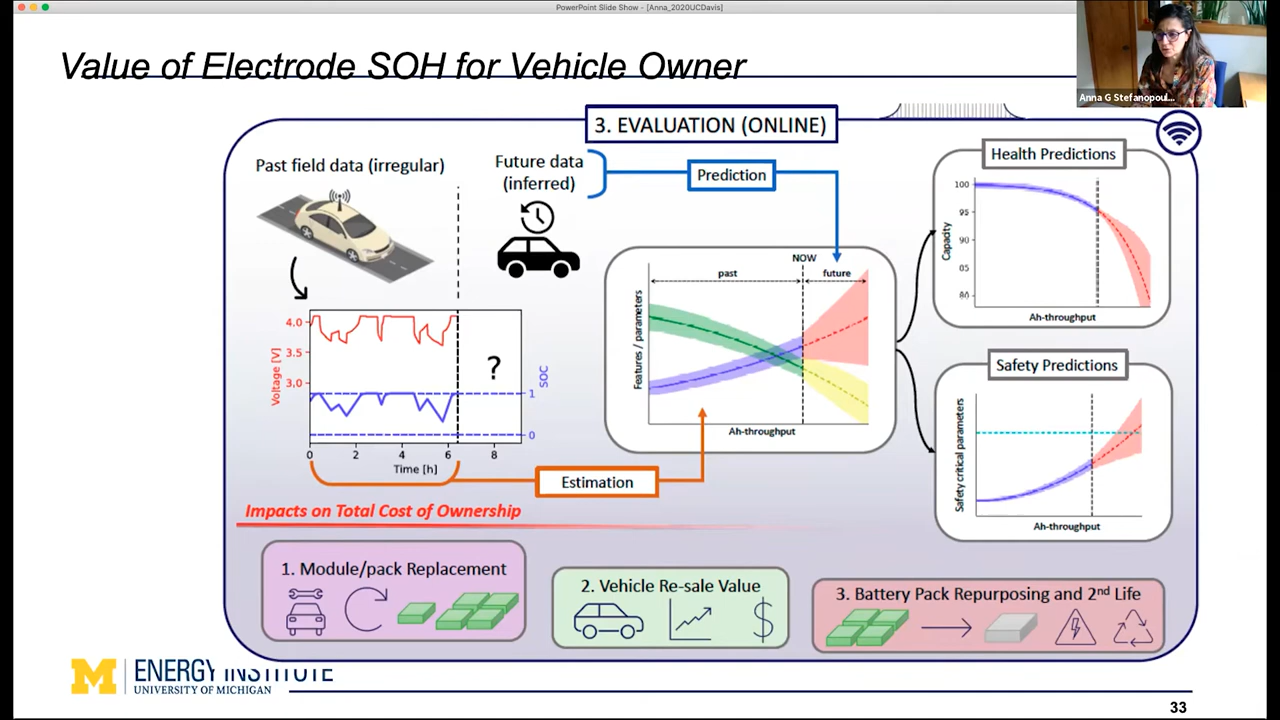 PowerPoint Slide Show - [Anna_2020UCDavis]
Value of Electrode SOH for Vehicle Owner
Anna G Stefanopoul...
3. EVALUATION (ONLINE)
Past field data (irregular)
Future data
(inferred)
Prediction
Health Predictions
100
95
90
85
80
Capacity
Ah-throughput
NOW
past
future
Features / parameters
Ah-throughput
4.0
3.5
3.0
Voltage [V]
?
SOC
1
0
0
2
4
6
8
Time [h]
Estimation
Safety Predictions
Safety critical parameters
Ah-throughput
Impacts on Total Cost of Ownership
1. Module/pack Replacement
2. Vehicle Re-sale Value
$
3. Battery Pack Repurposing and 2nd Life
M
ENERGY INSTITUTE
UNIVERSITY OF MICHIGAN
33